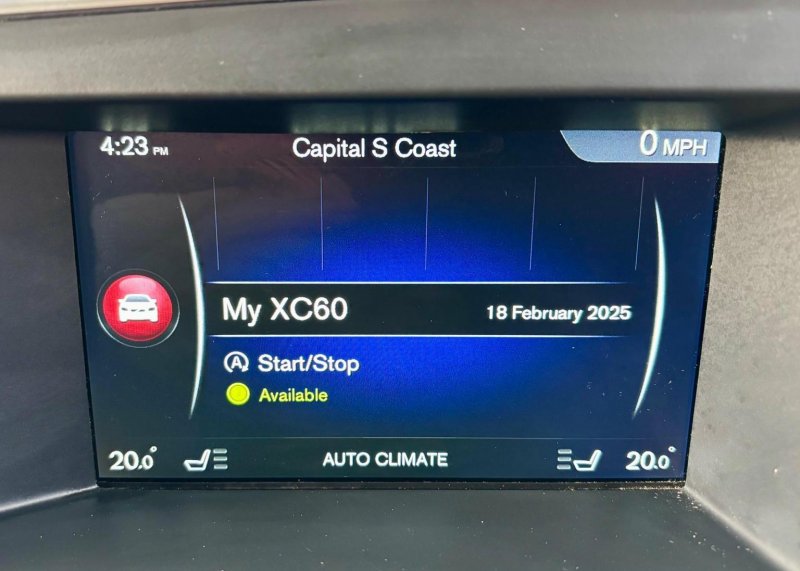 4:23 PM Capital S Coast 0 MPH
My XC60 18 February 2025
A Start/Stop
Available
20.0° AUTO CLIMATE 20.0°